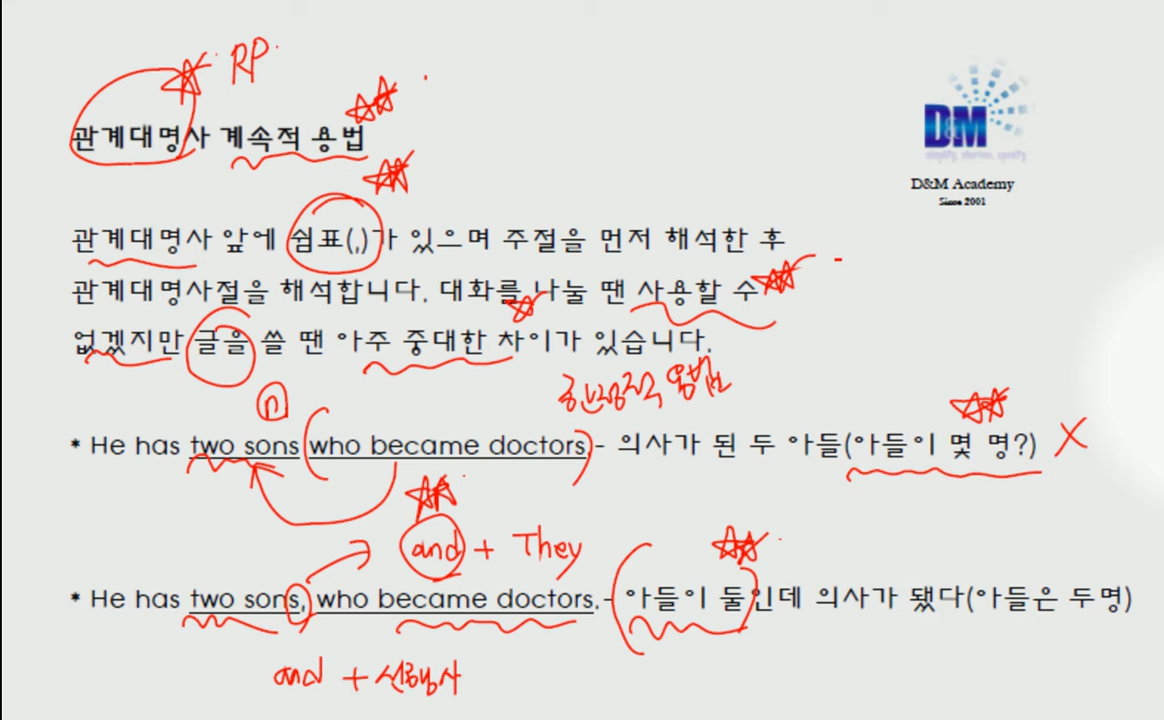 RP
관계대명사 계속적 용법
D&M
D&M Academy
Since 2001
관계대명사 앞에 쉼표(,)가 있으며 주절을 먼저 해석한 후
관계대명사절을 해석합니다. 대화를 나눌 땐 사용할 수
없겠지만 글을 쓸 땐 아주 중대한 차이가 있습니다.
용법
n
* He has two sons who became doctors.- 의사가 된 두 아들(아들이 몇 명?) X
and + They
* He has two sons, who became doctors.- 아들이 둘인데 의사가 됐다(아들은 두명)
and +